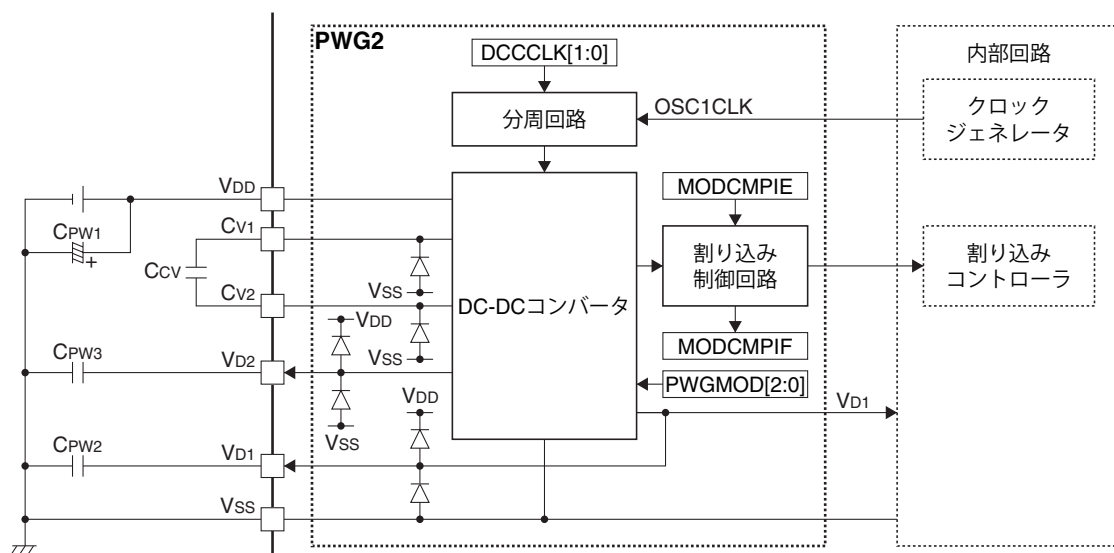 PWG2
DCCCLK[1:0]
内部回路
分周回路
OSC1CLK
クロック
ジェネレータ
VDD
CPW1
+
CV1
CCV
CV2
VSS
VSS
VDD
VSS
DC-DCコンバータ
MODCMPIE
割り込み
制御回路
割り込み
コントローラ
MODCMPIF
PWGMOD[2:0]
CPW3
VD2
VDD
VD1
CPW2
VD1
VSS